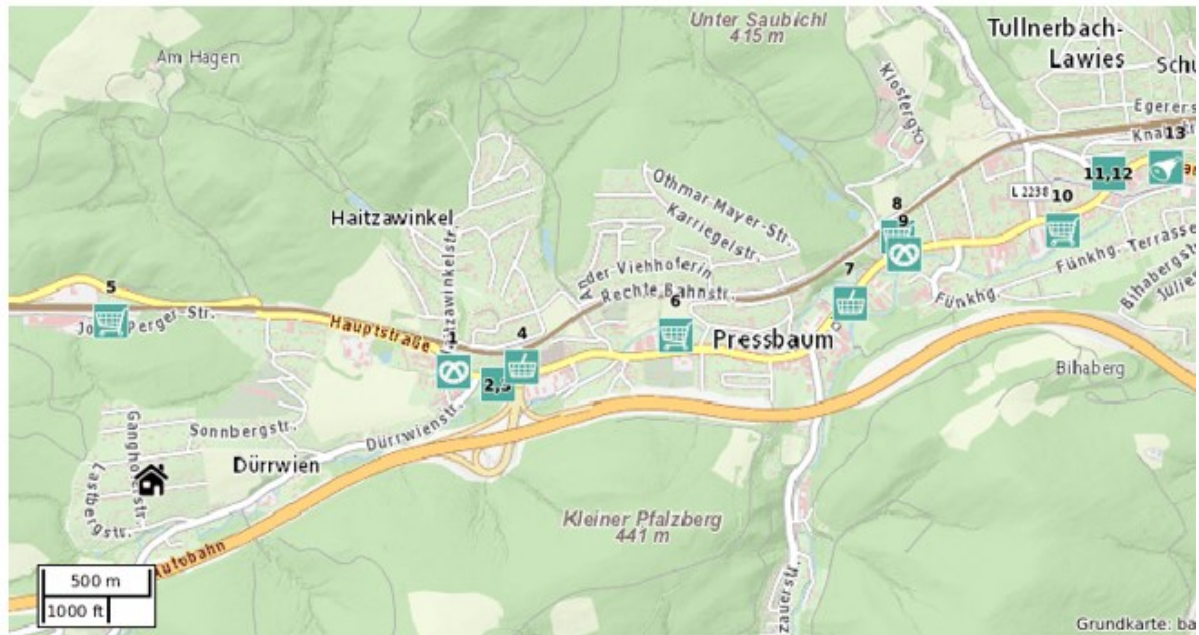 Unter Saubichl
415 m
Tullnerbach-
Lawies
Am Hagen
Klosterg.
Egerers
13
11,12
L 2238
10
Othmar-Mayer-Str.
Karriegelstr.
Haitzawinkel
8
9
An der Viehhoferin
Rechte Bahnstr.
7
6
Fünkhg. Terrasse
Fünkhg.
5
Hauptstraße
1
4
Pressbaum
2,3
Bihaberg
Sonnbergstr.
Dürrwienstr.
Dürrwien
Lastbergstr.
Kleiner Pfalzberg
441 m
Autobahn
500 m
1000 ft
zauerstr.
Grundkarte: ba